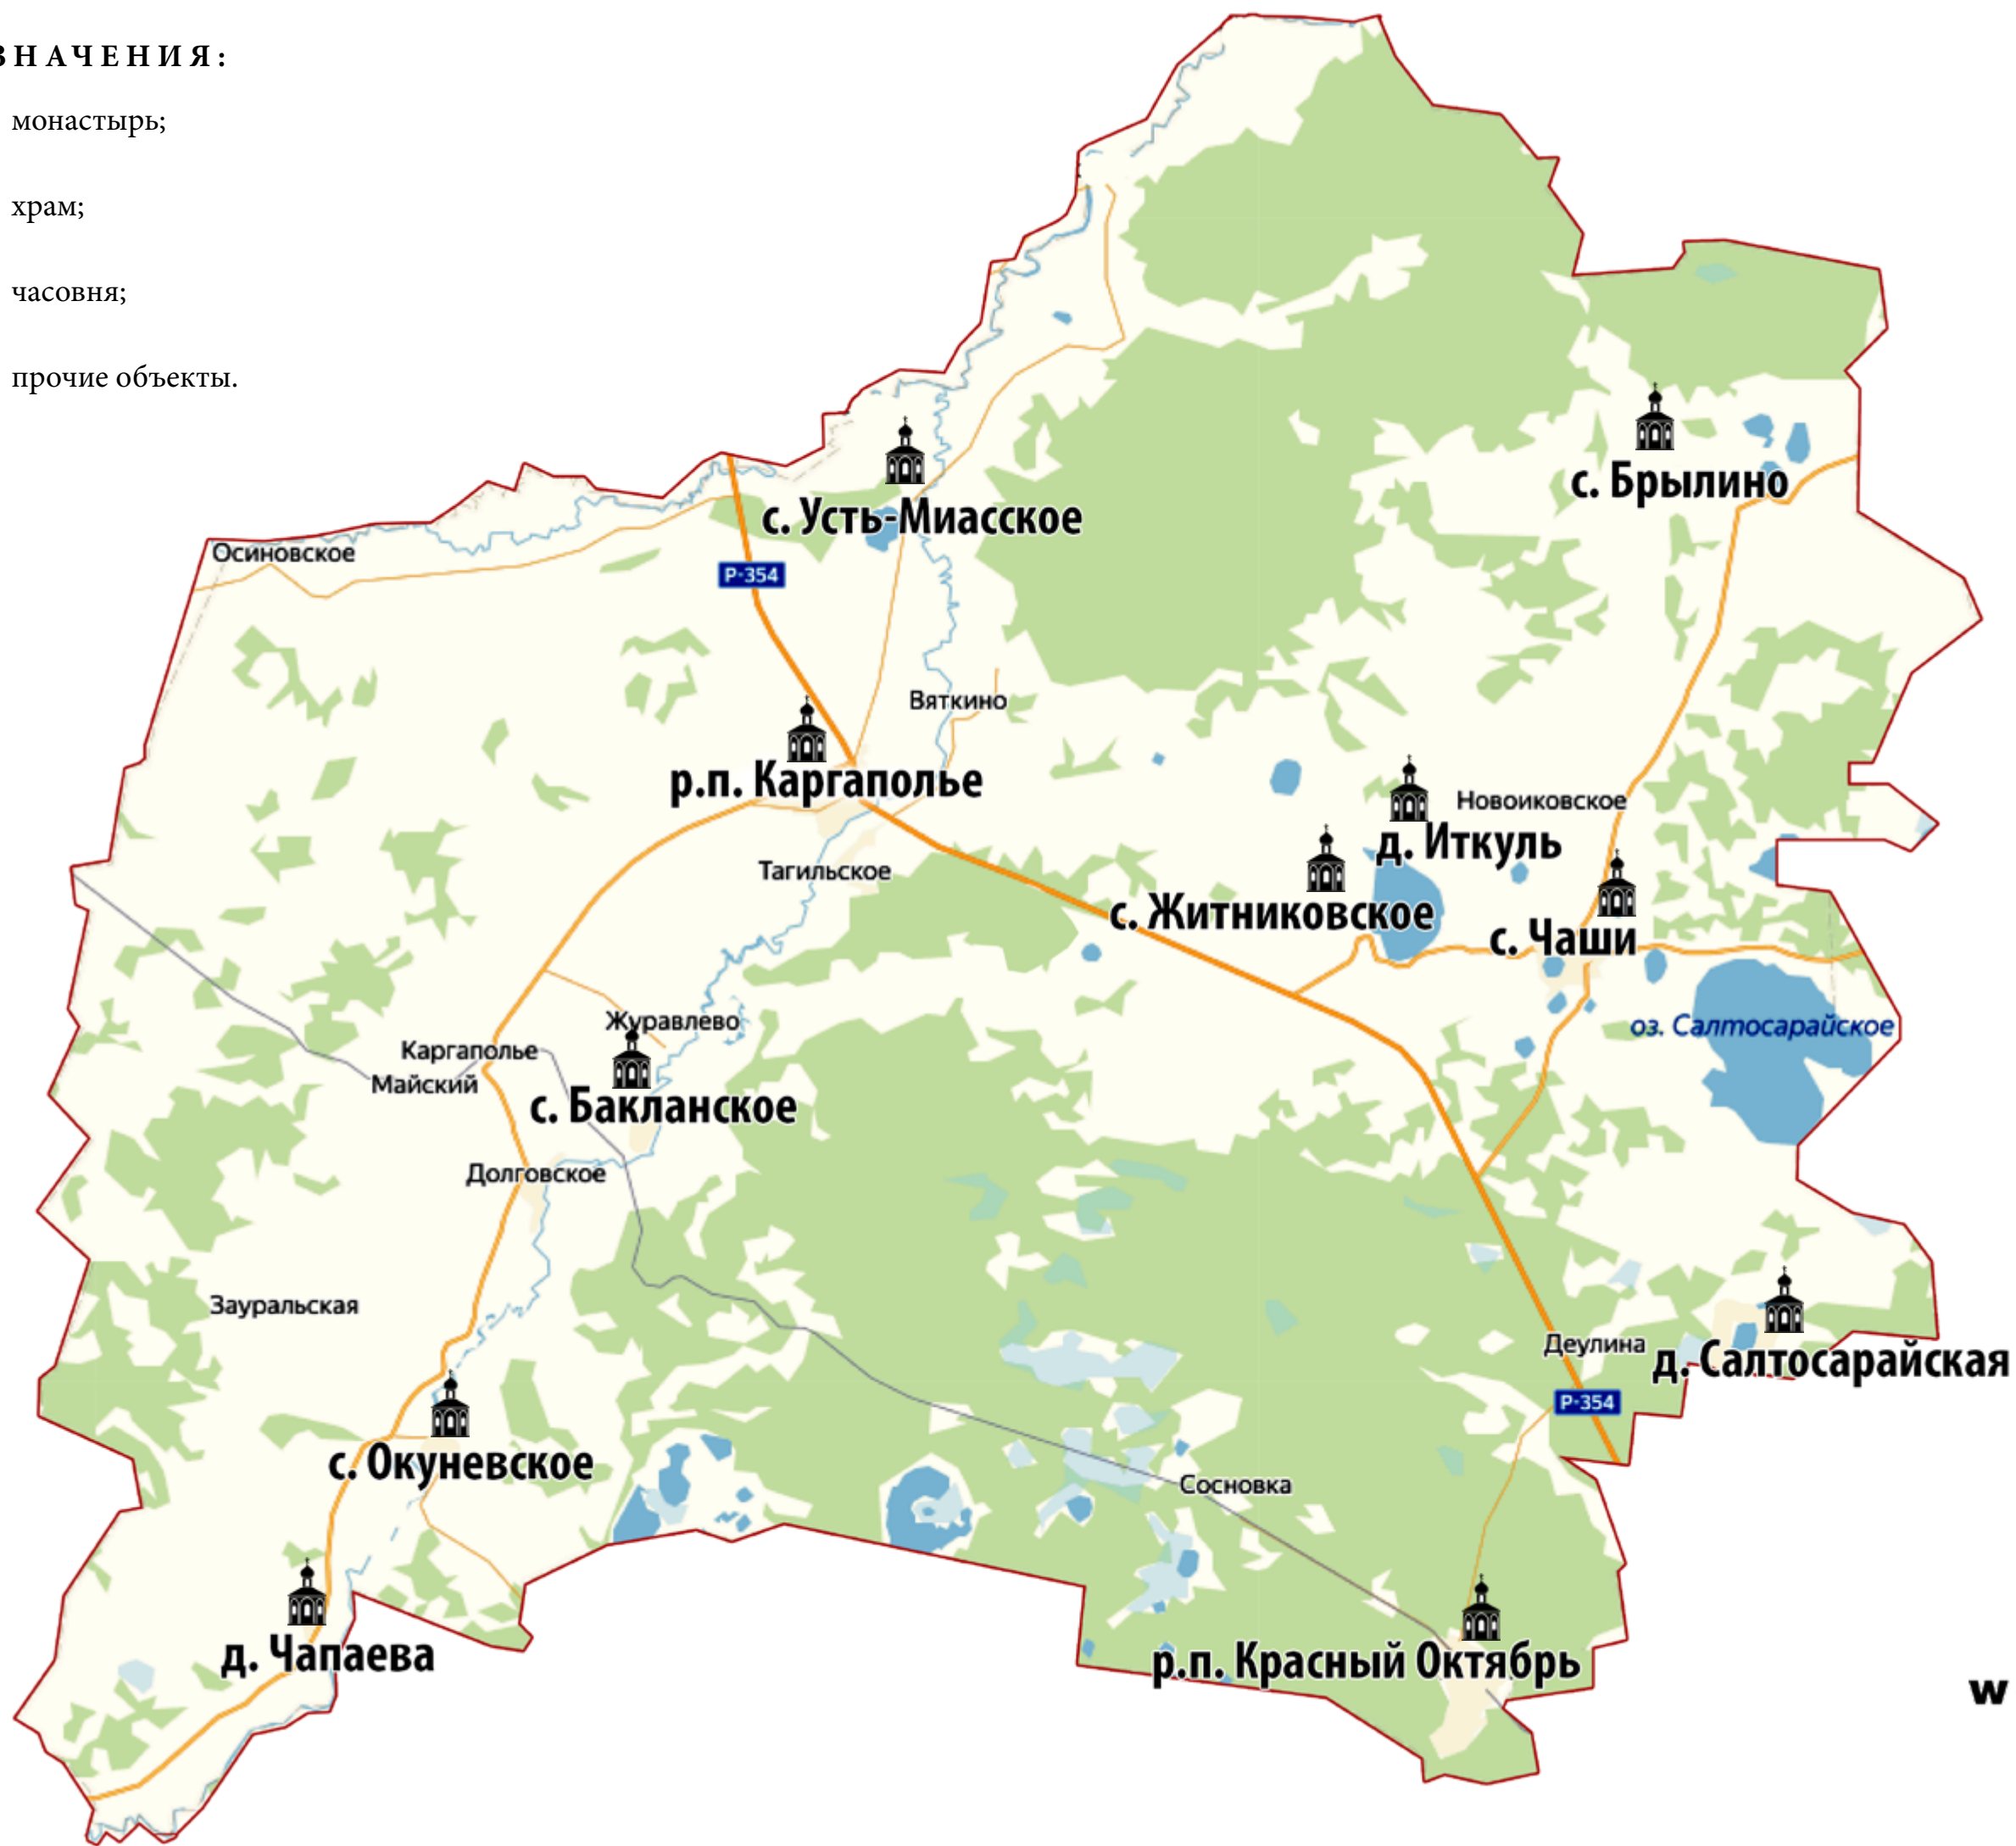 ЗНАЧЕНИЯ:
монастырь;
храм;
часовня;
прочие объекты.
с. Брылино
с. Усть-Миасское
Осиновское
Р-354
Вяткино
р.п. Каргаполье
Новоиковское
д. Иткуль
Тагильское
с. Житниковское
с. Чаши
Журавлево
оз. Салтосарайское
Каргаполье
Майский
с. Бакланское
Долговское
Зауральская
Деулина
д. Салтосарайская
Р-354
с. Окуневское
Сосновка
д. Чапаева
р.п. Красный Октябрь
w